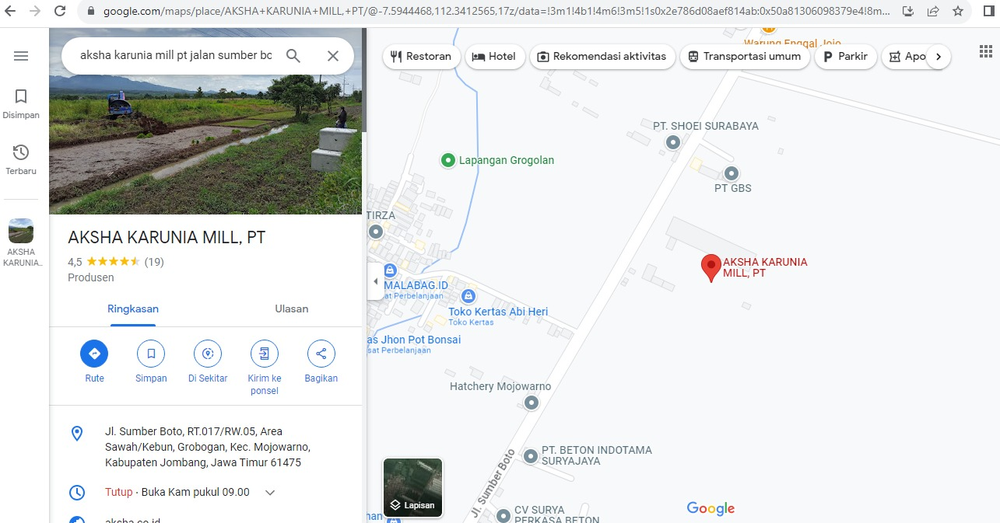 google.com/maps/place/AKSHA+KARUNIA+MILL,+PT/@-7.5944468,112.3412565,17z/data=!3m1!4b1!4m6!3m5!1s0x2e786d08aef814ab:0x50a81306098379e4!8m...
aksha karunia mill pt jalan sumber bo
Disimpan
Terbaru
AKSHA
KARUNIA..
AKSHA KARUNIA MILL, PT
4,5 (19)
Produsen
Ringkasan
Ulasan
Rute
Simpan
Di Sekitar
Kirim ke
ponsel
Bagikan
Jl. Sumber Boto, RT.017/RW.05, Area
Sawah/Kebun, Grobogan, Kec. Mojowarno,
Kabupaten Jombang, Jawa Timur 61475
Tutup · Buka Kam pukul 09.00
aksha.co.id
Restoran
Hotel
Rekomendasi aktivitas
Transportasi umum
Parkir
Apo
Warung Enggal Jojo
PT. SHOEI SURABAYA
Lapangan Grogolan
PT GBS
TIRZA
AKSHA KARUNIA
MILL, PT
MALABAG.ID
at Perbelanjaan
Toko Kertas Abi Heri
Toko Kertas
as Jhon Pot Bonsai
sat Perbelanjaan
Hatchery Mojowarno
PT. BETON INDOTAMA
SURYAJAYA
Jl. Sumber Boto
Lapisan
CV SURYA
PERKASA BETON
han
Google